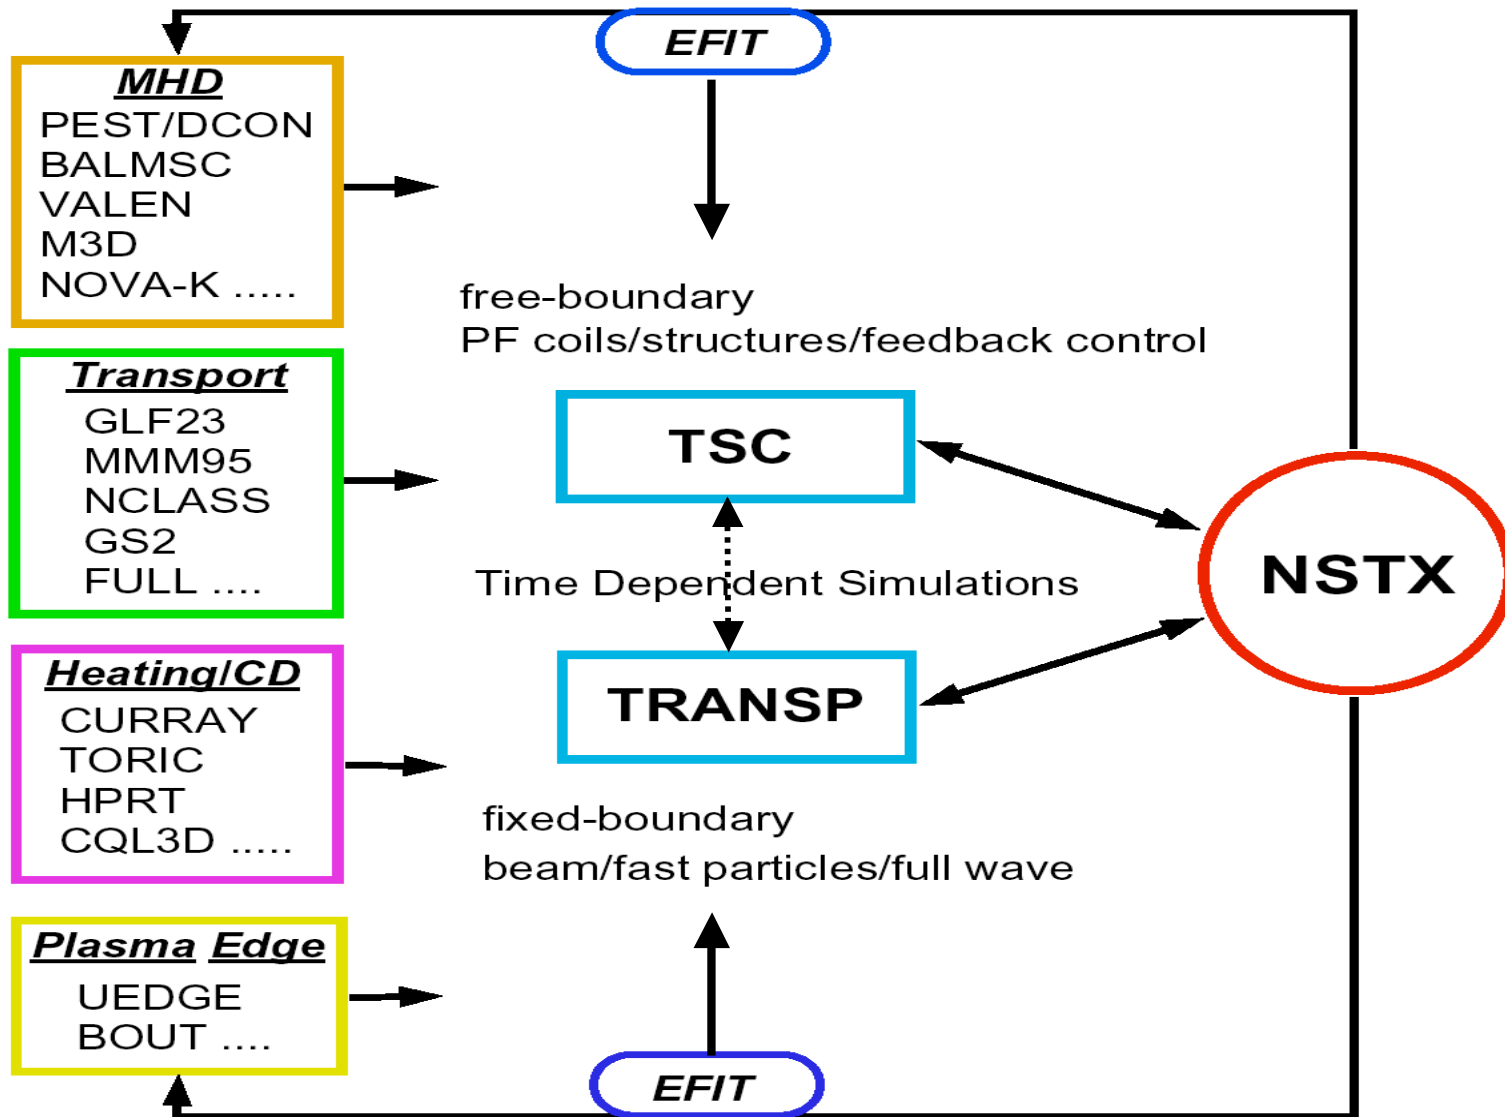 EFIT
MHD
PEST/DCON
BALMSC
VALEN
M3D
NOVA-K .....
free-boundary
PF coils/structures/feedback control
Transport
GLF23
MMM95
NCLASS
GS2
FULL ....
TSC
Time Dependent Simulations
NSTX
TRANSP
Heating/CD
CURRAY
TORIC
HPRT
CQL3D .....
fixed-boundary
beam/fast particles/full wave
Plasma Edge
UEDGE
BOUT ....
EFIT